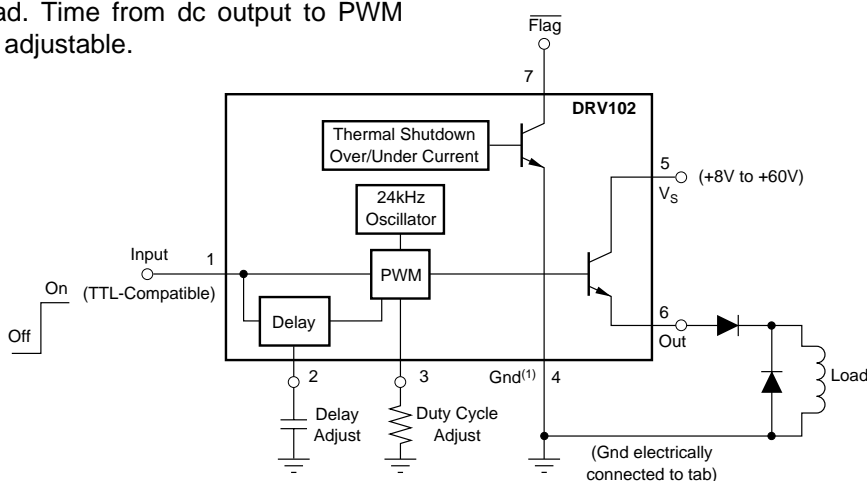 ad. Time from dc output to PWM
adjustable.
Flag
7
DRV102
Thermal Shutdown
Over/Under Current
5
(+8V to +60V)
VS
24kHz
Oscillator
Input
1
PWM
On
(TTL-Compatible)
Off
Delay
6
Out
2
3
Gnd(1)
4
Load
Delay
Adjust
Duty Cycle
Adjust
(Gnd electrically
connected to tab)